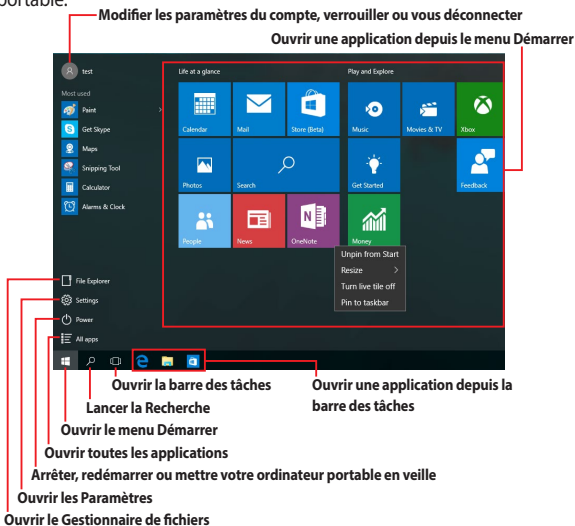 portable.
Modifier les paramètres du compte, verrouiller ou vous déconnecter
Ouvrir une application depuis le menu Démarrer
test
Most used
Paint
Get Skype
Maps
Snipping Tool
Calculator
Alarms & Clock
File Explorer
Settings
Power
All apps
Life at a glance
Play and Explore
Calendar
Mail
Store (Beta)
Music
Movies & TV
Xbox
Photos
Search
Get Started
Feedback
People
News
OneNote
Money
Unpin from Start
Resize
Turn live tile off
Pin to taskbar
Ouvrir la barre des tâches
Ouvrir une application depuis la
barre des tâches
Lancer la Recherche
Ouvrir le menu Démarrer
Ouvrir toutes les applications
Arrêter, redémarrer ou mettre votre ordinateur portable en veille
Ouvrir les Paramètres
Ouvrir le Gestionnaire de fichiers